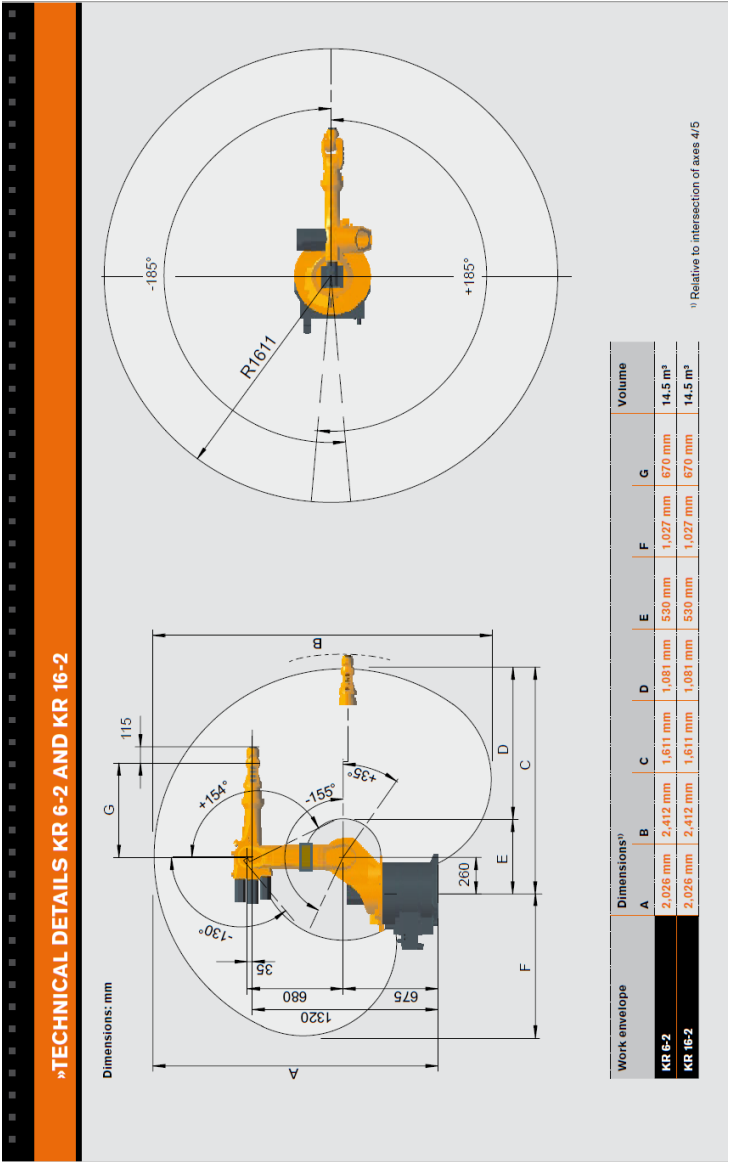 »TECHNICAL DETAILS KR 6-2 AND KR 16-2
Dimensions: mm
A
B
C
D
E
F
G
115
+154°
-155°
+35°
-130°
35
680
675
1320
260
-185°
+185°
R1611
Work envelope Dimensions¹⁾ Volume
A B C D E F G
KR 6-2 2,026 mm 2,412 mm 1,611 mm 1,081 mm 530 mm 1,027 mm 670 mm 14.5 m³
KR 16-2 2,026 mm 2,412 mm 1,611 mm 1,081 mm 530 mm 1,027 mm 670 mm 14.5 m³
¹⁾ Relative to intersection of axes 4/5